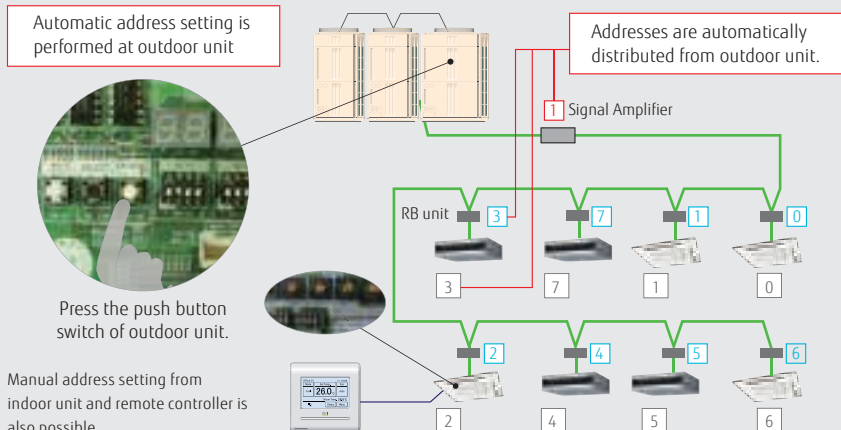 Automatic address setting is
performed at outdoor unit
Addresses are automatically
distributed from outdoor unit.
1 Signal Amplifier
RB unit 3 7 1 0
3 7 1 0
Press the push button
switch of outdoor unit.
2 4 5 6
Manual address setting from
indoor unit and remote controller is
also possible
26.0
2 4 5 6